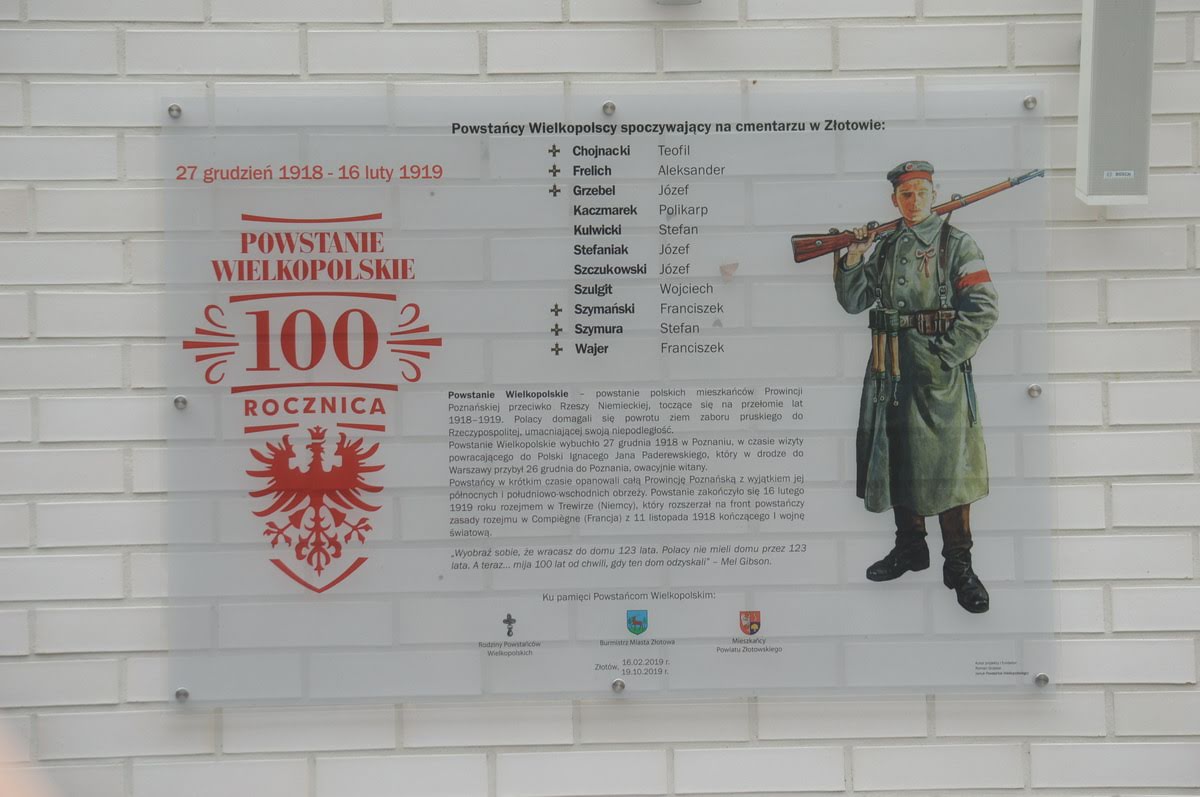 27 grudzień 1918 - 16 luty 1919
POWSTANIE
WIELKOPOLSKIE
100
ROCZNICA
Powstańcy Wielkopolscy spoczywający na cmentarzu w Złotowie:
Chojnacki Teofil
Frelich Aleksander
Grzebel Józef
Kaczmarek Polikarp
Kulwicki Stefan
Stefaniak Józef
Szczukowski Józef
Szulgit Wojciech
Szymański Franciszek
Szymura Stefan
Wajer Franciszek
Powstanie Wielkopolskie – powstanie polskich mieszkańców Prowincji
Poznańskiej przeciwko Rzeszy Niemieckiej, toczące się na przełomie lat
1918–1919. Polacy domagali się powrotu ziem zaboru pruskiego do
Rzeczypospolitej, umacniającej swoją niepodległość.
Powstanie Wielkopolskie wybuchło 27 grudnia 1918 w Poznaniu, w czasie wizyty
powracającego do Polski Ignacego Jana Paderewskiego, który w drodze do
Warszawy przybył 26 grudnia do Poznania, owacyjnie witany.
Powstańcy w krótkim czasie opanowali całą Prowincję Poznańską z wyjątkiem jej
północnych i południowo-wschodnich obrzeży. Powstanie zakończyło się 16 lutego
1919 roku rozejmem w Trewirze (Niemcy), który rozszerzał na front powstańczy
zasady rozejmu w Compiègne (Francja) z 11 listopada 1918 kończącego I wojnę
światową.
„Wyobraź sobie, że wracasz do domu 123 lata. Polacy nie mieli domu przez 123
lata. A teraz... mija 100 lat od chwili, gdy ten dom odzyskali” – Mel Gibson.
Ku pamięci Powstańcom Wielkopolskim:
Rodziny Powstańców
Wielkopolskich
Burmistrz Miasta Złotowa
Mieszkańcy
Powiatu Złotowskiego
Złotów, 16.02.2019 r.
19.10.2019 r.
BOSCH